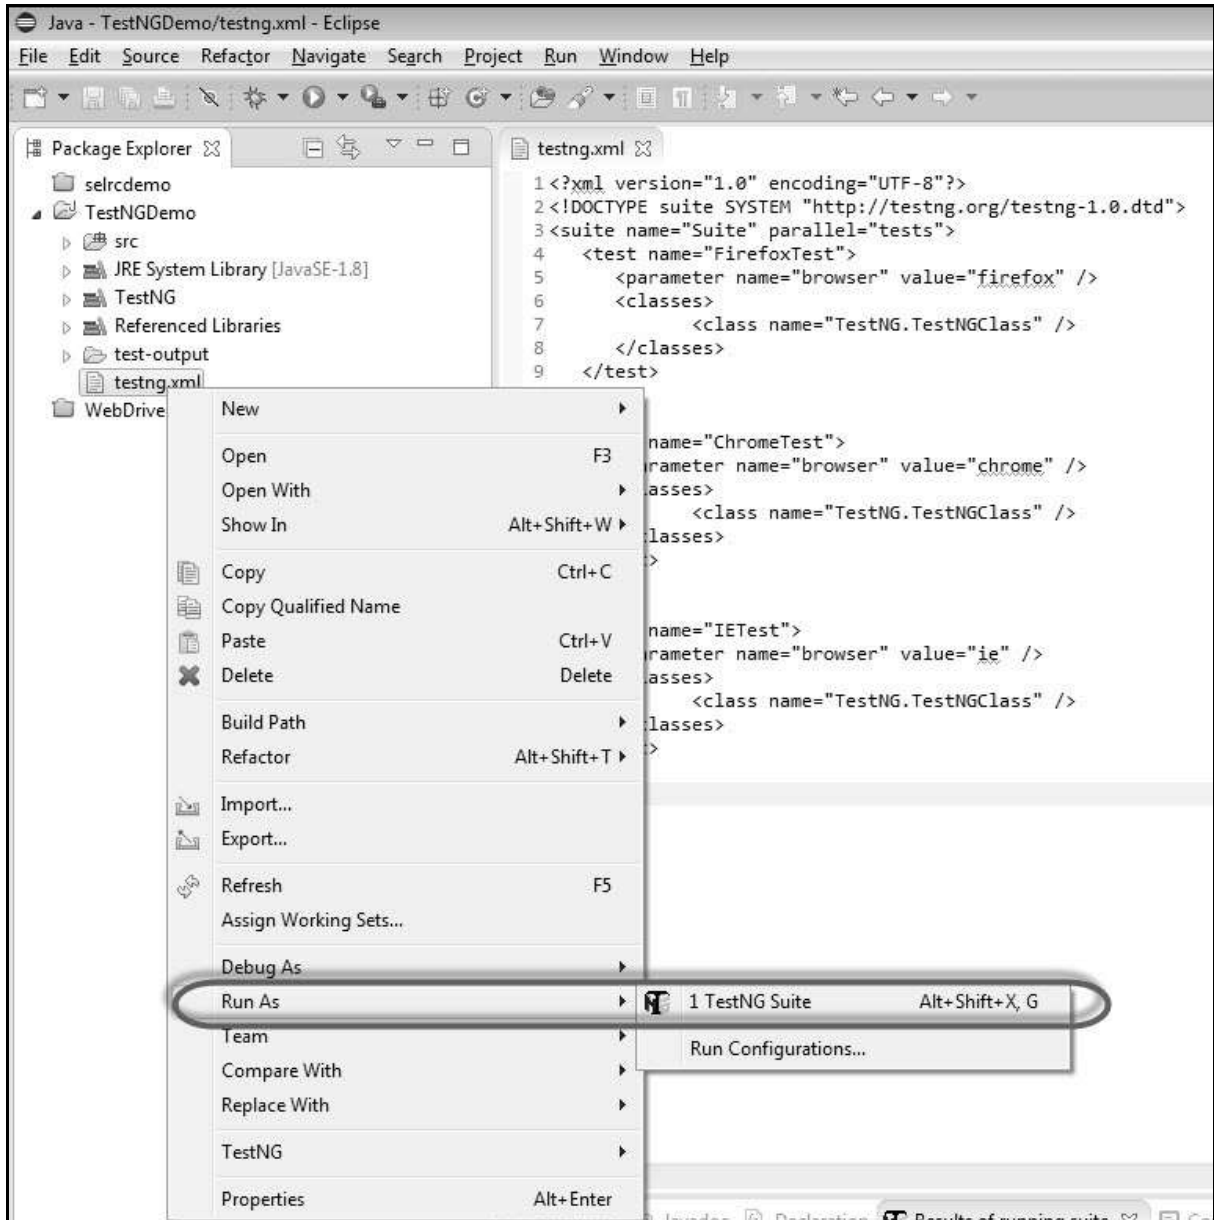 Java - TestNGDemo/testng.xml - Eclipse
File Edit Source Refactor Navigate Search Project Run Window Help
Package Explorer
selrcdemo
TestNGDemo
src
JRE System Library [JavaSE-1.8]
TestNG
Referenced Libraries
test-output
testng.xml
WebDrive
testng.xml
1 <?xml version="1.0" encoding="UTF-8"?>
2 <!DOCTYPE suite SYSTEM "http://testng.org/testng-1.0.dtd">
3 <suite name="Suite" parallel="tests">
4 <test name="FirefoxTest">
5 <parameter name="browser" value="firefox" />
6 <classes>
7 <class name="TestNG.TestNGClass" />
8 </classes>
9 </test>
name="ChromeTest">
rameter name="browser" value="chrome" />
asses>
<class name="TestNG.TestNGClass" />
lasses>
>
name="IETest">
rameter name="browser" value="ie" />
asses>
<class name="TestNG.TestNGClass" />
lasses>
>
New
Open F3
Open With
Show In Alt+Shift+W
Copy Ctrl+C
Copy Qualified Name
Paste Ctrl+V
Delete Delete
Build Path
Refactor Alt+Shift+T
Import...
Export...
Refresh F5
Assign Working Sets...
Debug As
Run As
1 TestNG Suite Alt+Shift+X, G
Run Configurations...
Team
Compare With
Replace With
TestNG
Properties Alt+Enter
Javadoc Declaration Results of running suite